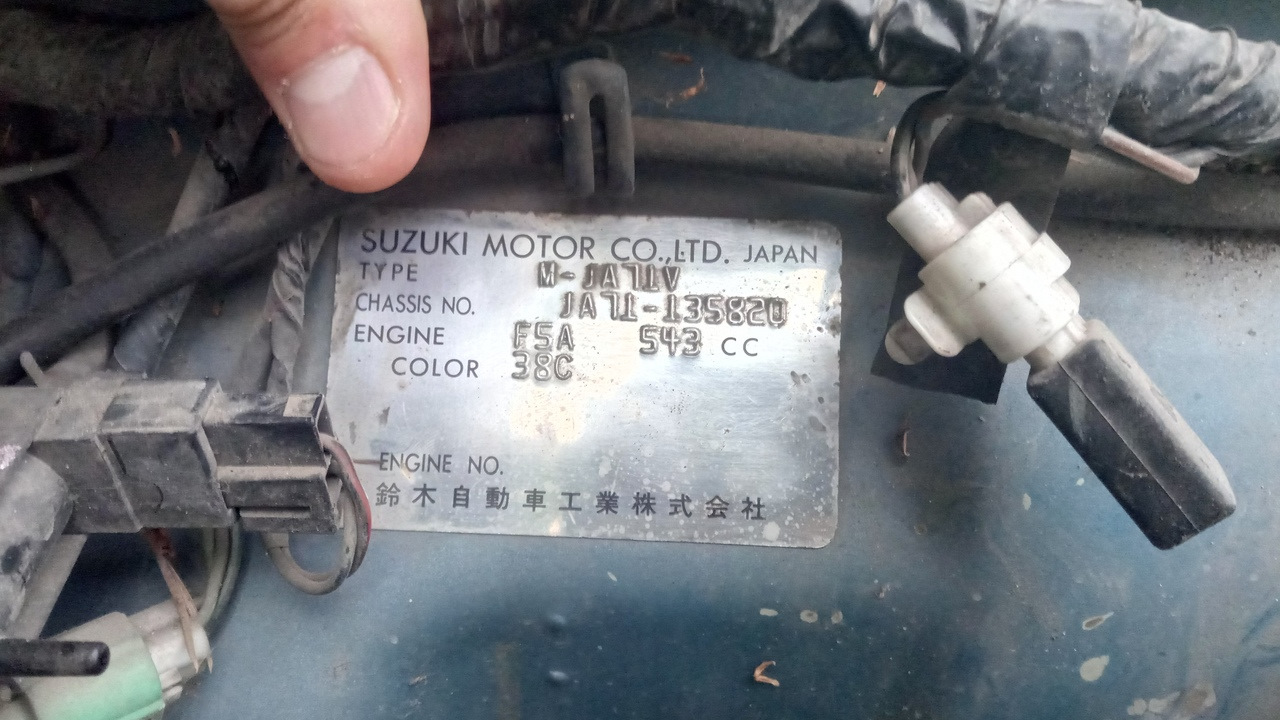 SUZUKI MOTOR CO.,LTD. JAPAN
TYPE M-JA71V
CHASSIS NO. JA71-135820
ENGINE F5A 543 CC
COLOR 38C
ENGINE NO.
鈴木自動車工業株式会社